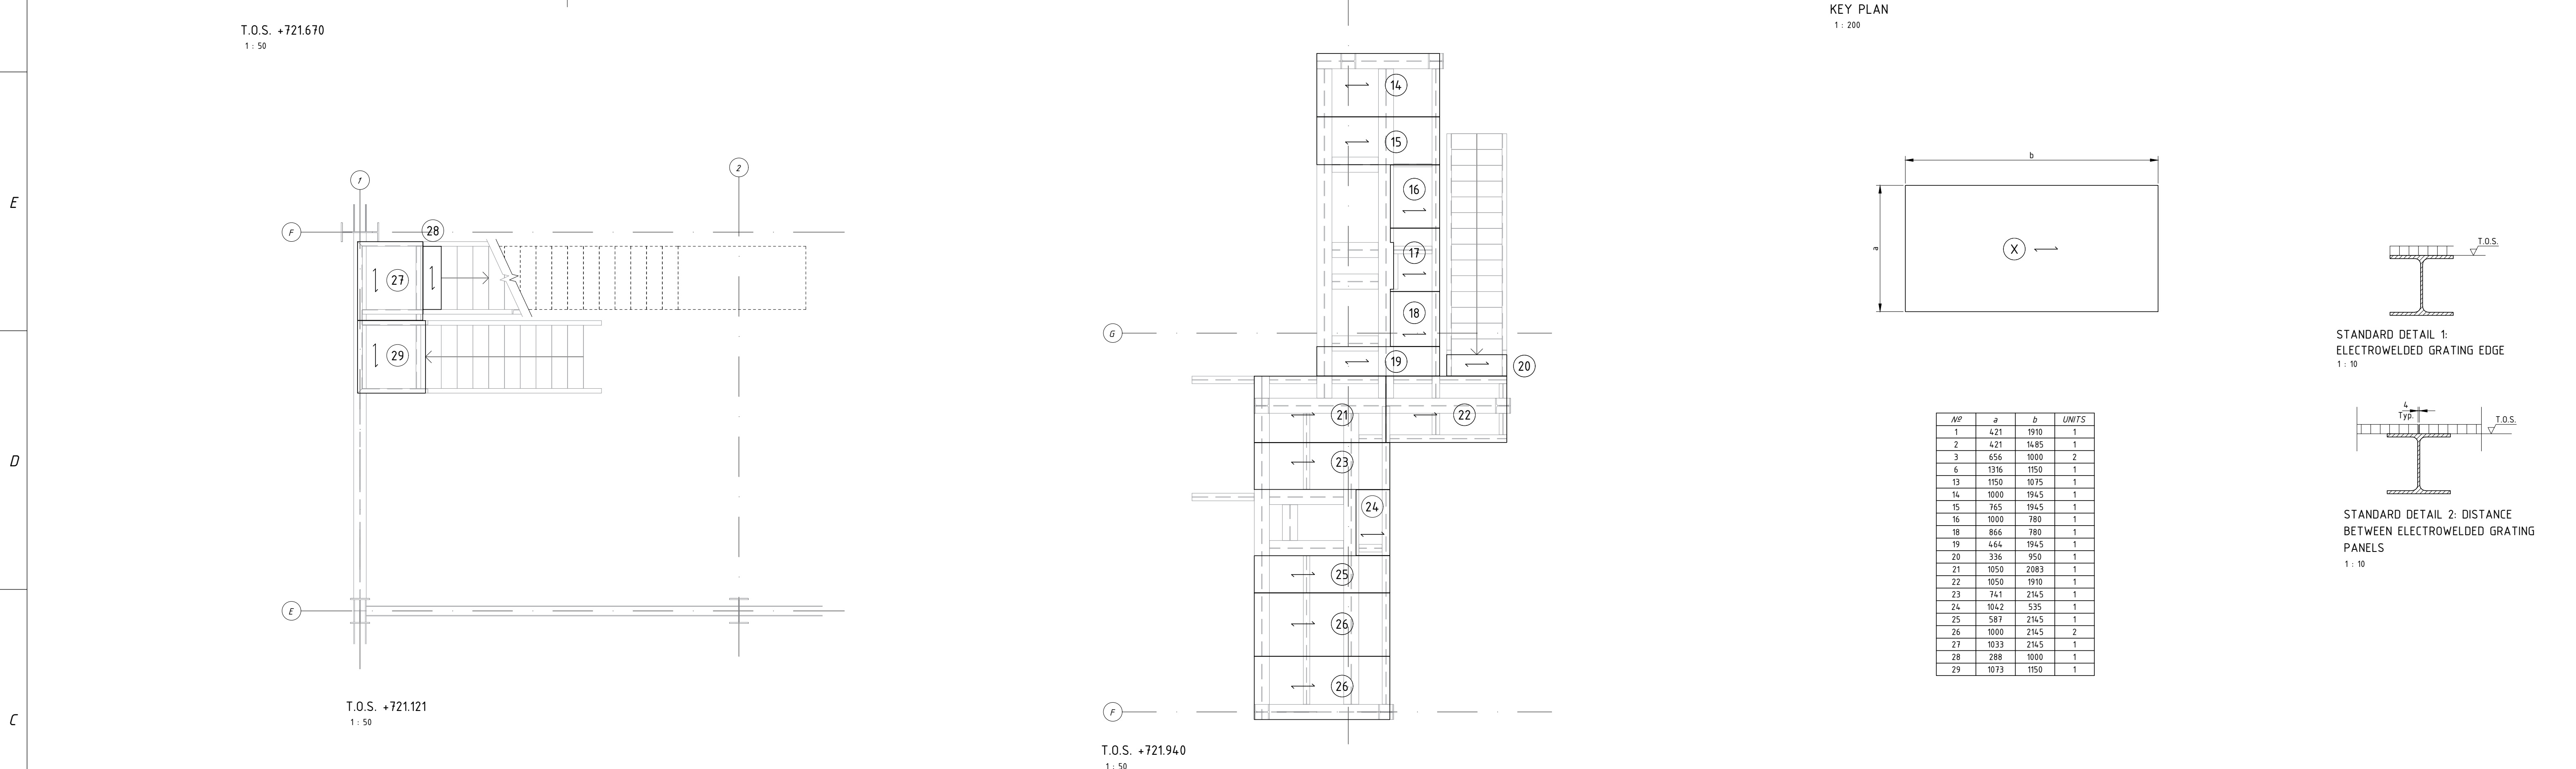 KEY PLAN
1 : 200
T.O.S. +721.670
1 : 50
E
D
C
1
2
F
28
27
29
E
T.O.S. +721.121
1 : 50
14
15
16
17
18
G
19
20
21
22
23
24
25
26
26
F
T.O.S. +721.940
1 : 50
b
a
X
Nº a b UNITS
1 421 1910 1
2 421 1485 1
3 656 1000 2
6 1316 1150 1
13 1150 1075 1
14 1000 1945 1
15 765 1945 1
16 1000 780 1
18 866 780 1
19 464 1945 1
20 336 950 1
21 1050 2083 1
22 1050 1910 1
23 741 2145 1
24 1042 535 1
25 587 2145 1
26 1000 2145 2
27 1033 2145 1
28 288 1000 1
29 1073 1150 1
T.O.S.
STANDARD DETAIL 1:
ELECTROWELDED GRATING EDGE
1 : 10
4
Typ.
T.O.S.
STANDARD DETAIL 2: DISTANCE
BETWEEN ELECTROWELDED GRATING
PANELS
1 : 10